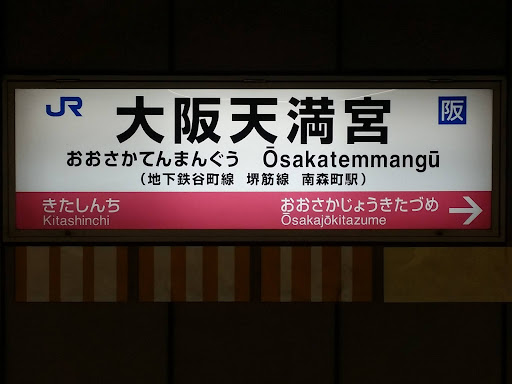 JR 大阪天満宮 阪
おおさかてんまんぐう Ōsakatemmangū
(地下鉄谷町線 堺筋線 南森町駅)
きたしんち おおさかじょうきたづめ
Kitashinchi Ōsakajōkitazume